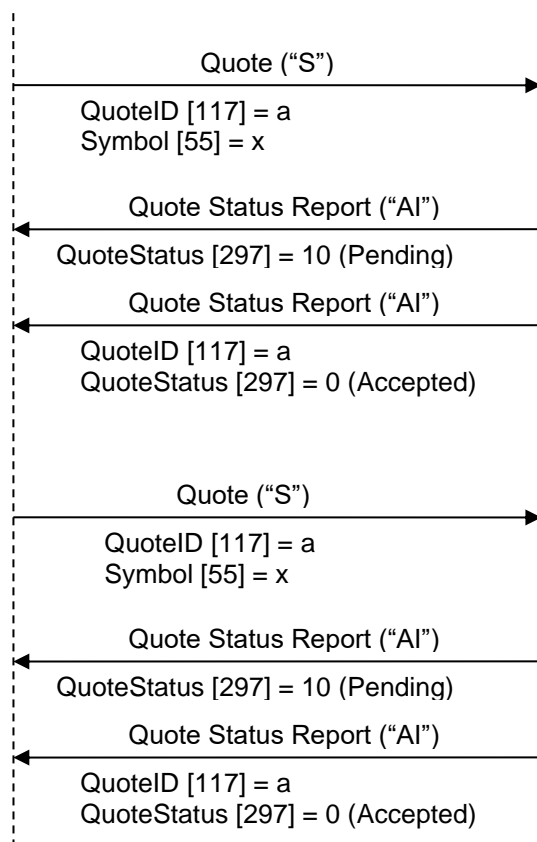 Quote (“S”)
QuoteID [117] = a
Symbol [55] = x
Quote Status Report (“AI”)
QuoteStatus [297] = 10 (Pending)
Quote Status Report (“AI”)
QuoteID [117] = a
QuoteStatus [297] = 0 (Accepted)
Quote (“S”)
QuoteID [117] = a
Symbol [55] = x
Quote Status Report (“AI”)
QuoteStatus [297] = 10 (Pending)
Quote Status Report (“AI”)
QuoteID [117] = a
QuoteStatus [297] = 0 (Accepted)